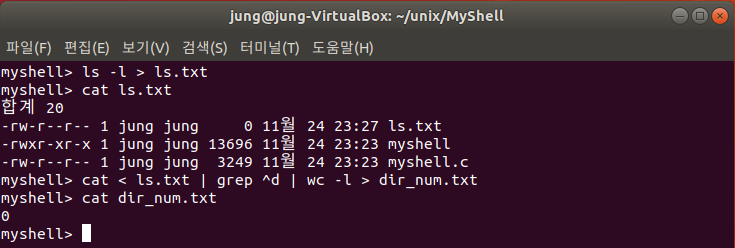 jung@jung-VirtualBox: ~/unix/MyShell
파일(F) 편집(E) 보기(V) 검색(S) 터미널(T) 도움말(H)
myshell> ls -l > ls.txt
myshell> cat ls.txt
합계 20
-rw-r--r-- 1 jung jung     0 11월 24 23:27 ls.txt
-rwxr-xr-x 1 jung jung 13696 11월 24 23:23 myshell
-rw-r--r-- 1 jung jung  3249 11월 24 23:23 myshell.c
myshell> cat < ls.txt | grep ^d | wc -l > dir_num.txt
myshell> cat dir_num.txt
0
myshell>